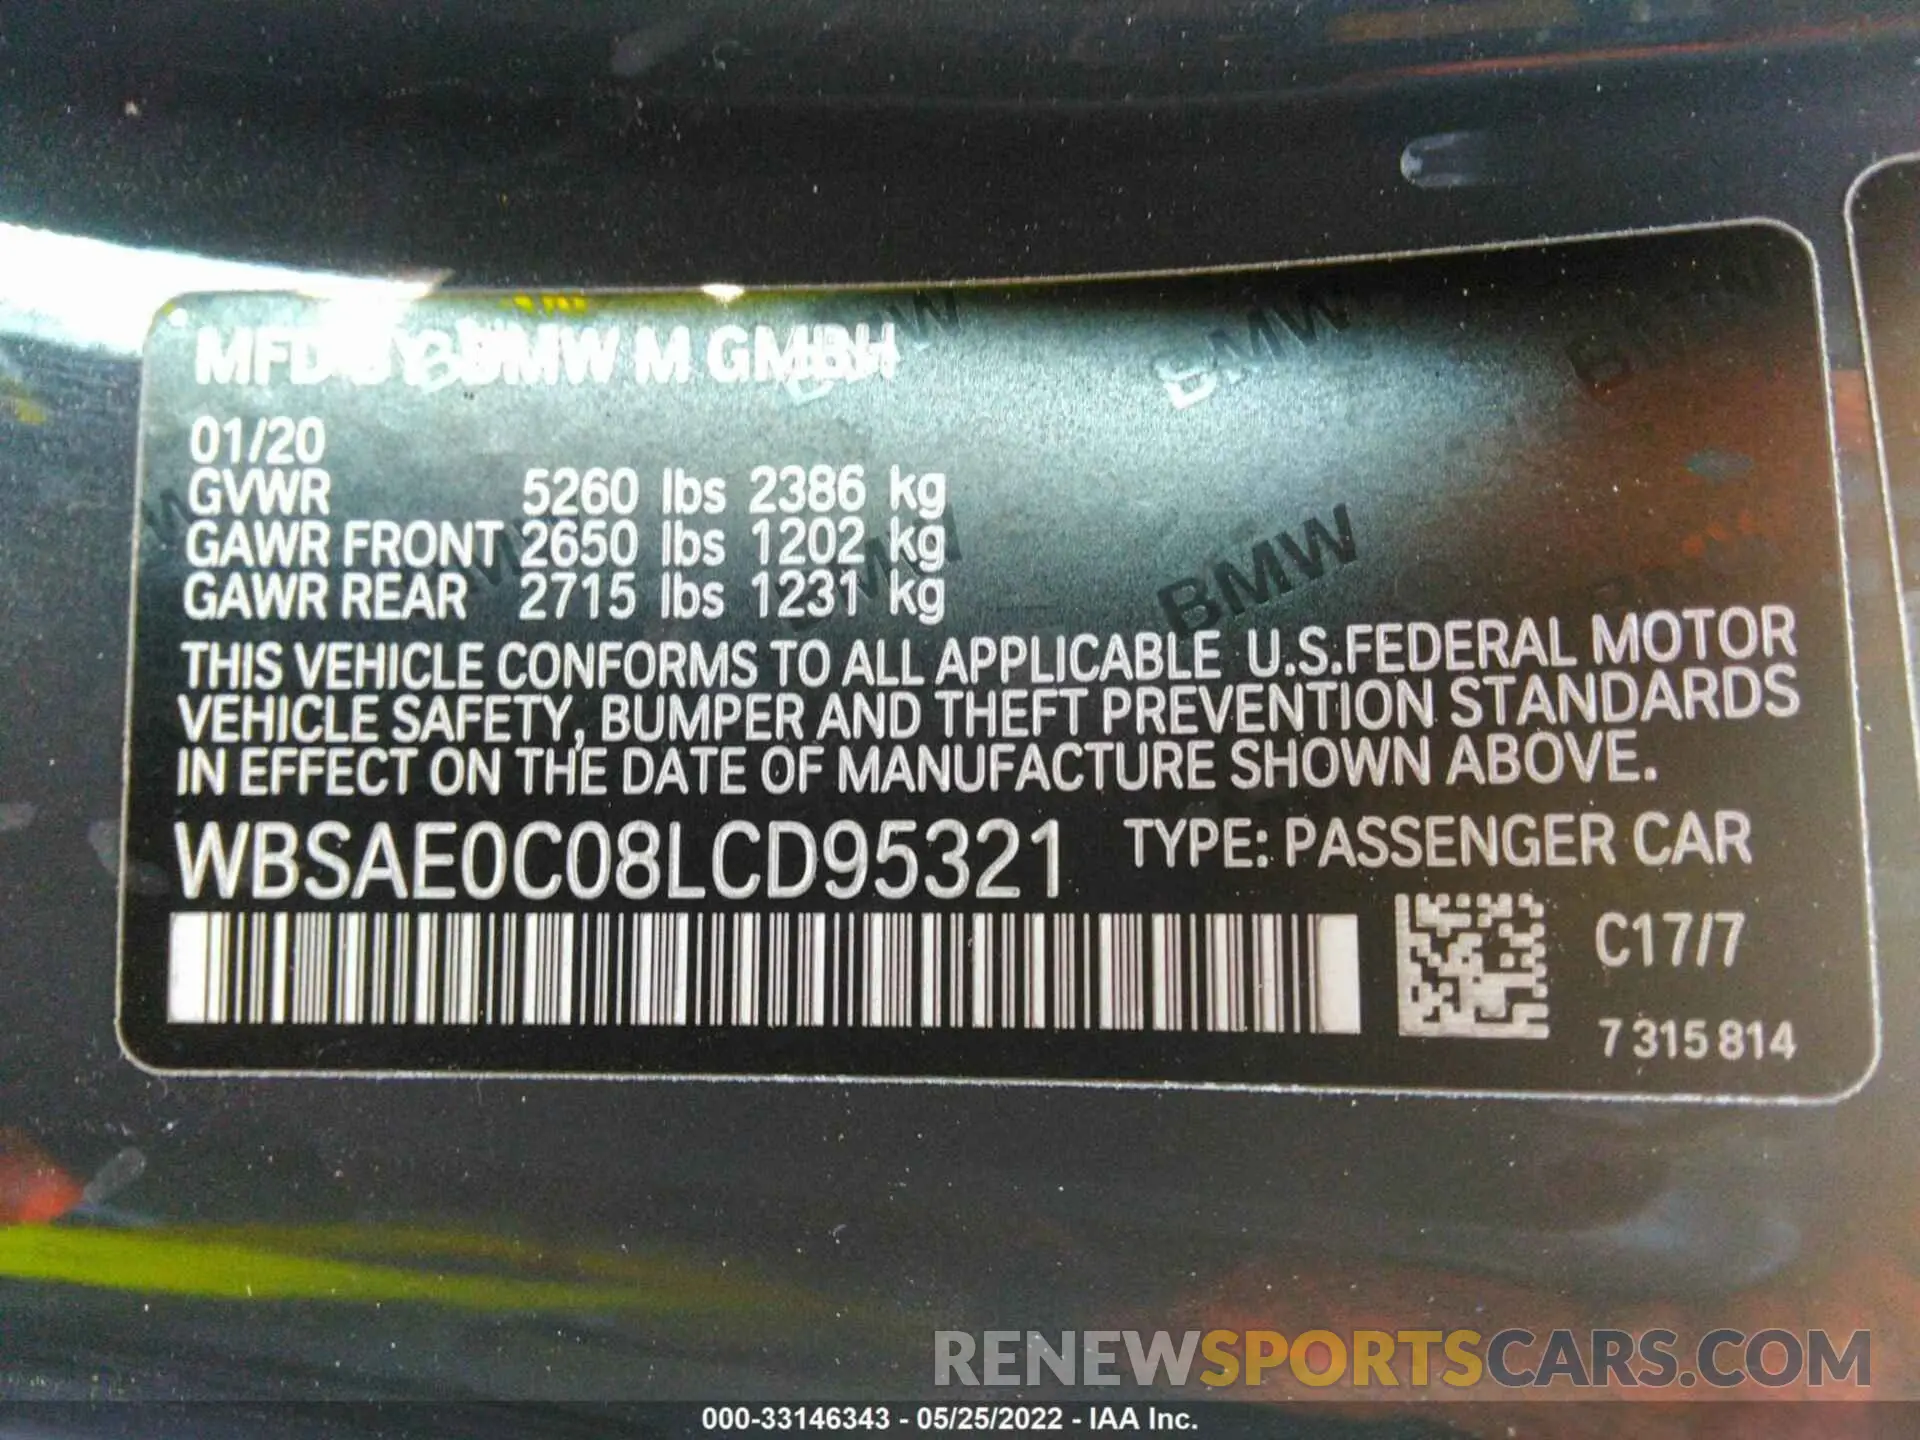 MFD BY BMW M GMBH
01/20
GVWR 5260 lbs 2386 kg
GAWR FRONT 2650 lbs 1202 kg
GAWR REAR 2715 lbs 1231 kg
THIS VEHICLE CONFORMS TO ALL APPLICABLE U.S.FEDERAL MOTOR
VEHICLE SAFETY, BUMPER AND THEFT PREVENTION STANDARDS
IN EFFECT ON THE DATE OF MANUFACTURE SHOWN ABOVE.
WBSAE0C08LCD95321 TYPE: PASSENGER CAR
C17/7
7 315 814
RENEWSPORTSCARS.COM
000-33146343 - 05/25/2022 - IAA Inc.